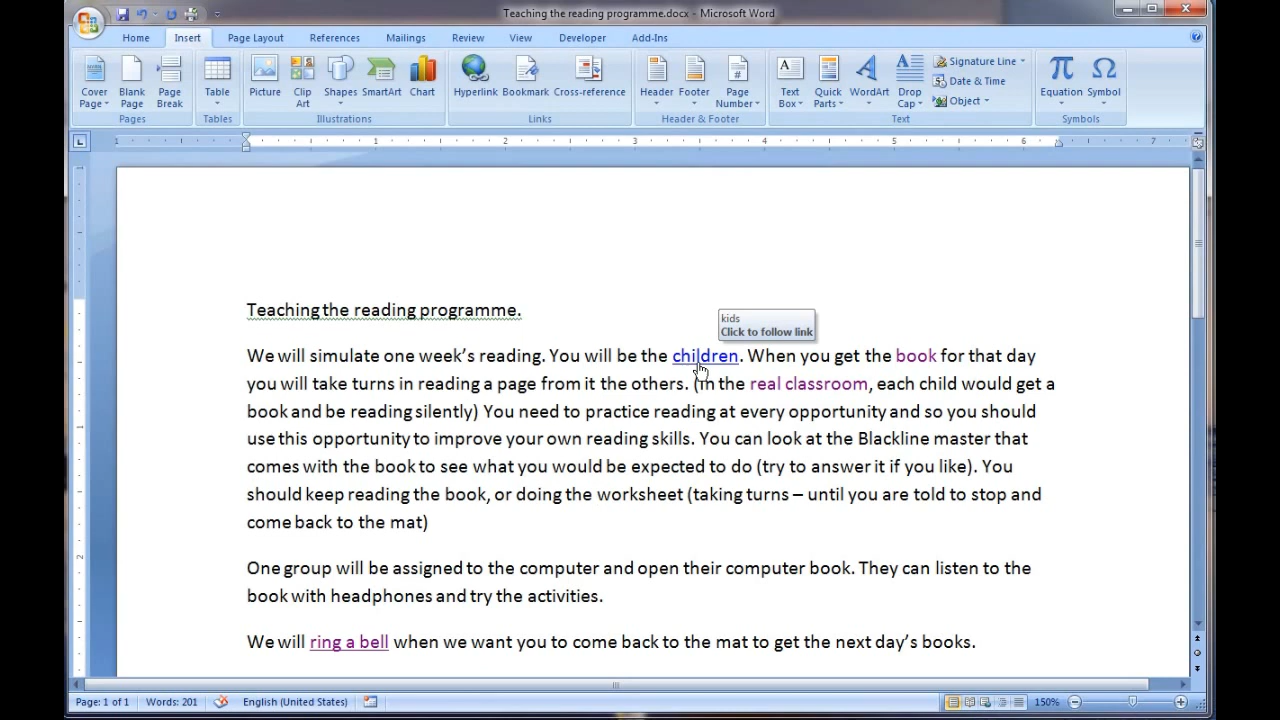 Teaching the reading programme.docx - Microsoft Word
Home Insert Page Layout References Mailings Review View Developer Add-Ins
Cover Page
Blank Page
Page Break
Table
Picture
Clip Art
Shapes
SmartArt
Chart
Hyperlink
Bookmark
Cross-reference
Header
Footer
Page Number
Text Box
Quick Parts
WordArt
Drop Cap
Signature Line
Date & Time
Object
Equation
Symbol
Pages Tables Illustrations Links Header & Footer Text Symbols
1 1 2 3 4 5 6 7
Teaching the reading programme.
kids
Click to follow link
We will simulate one week's reading. You will be the children. When you get the book for that day
you will take turns in reading a page from it the others. (In the real classroom, each child would get a
book and be reading silently) You need to practice reading at every opportunity and so you should
use this opportunity to improve your own reading skills. You can look at the Blackline master that
comes with the book to see what you would be expected to do (try to answer it if you like). You
should keep reading the book, or doing the worksheet (taking turns – until you are told to stop and
come back to the mat)
One group will be assigned to the computer and open their computer book. They can listen to the
book with headphones and try the activities.
We will ring a bell when we want you to come back to the mat to get the next day's books.
Page: 1 of 1 Words: 201 English (United States) 150%